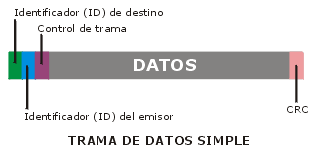 Identificador (ID) de destino
Control de trama
DATOS
Identificador (ID) del emisor
CRC
TRAMA DE DATOS SIMPLE